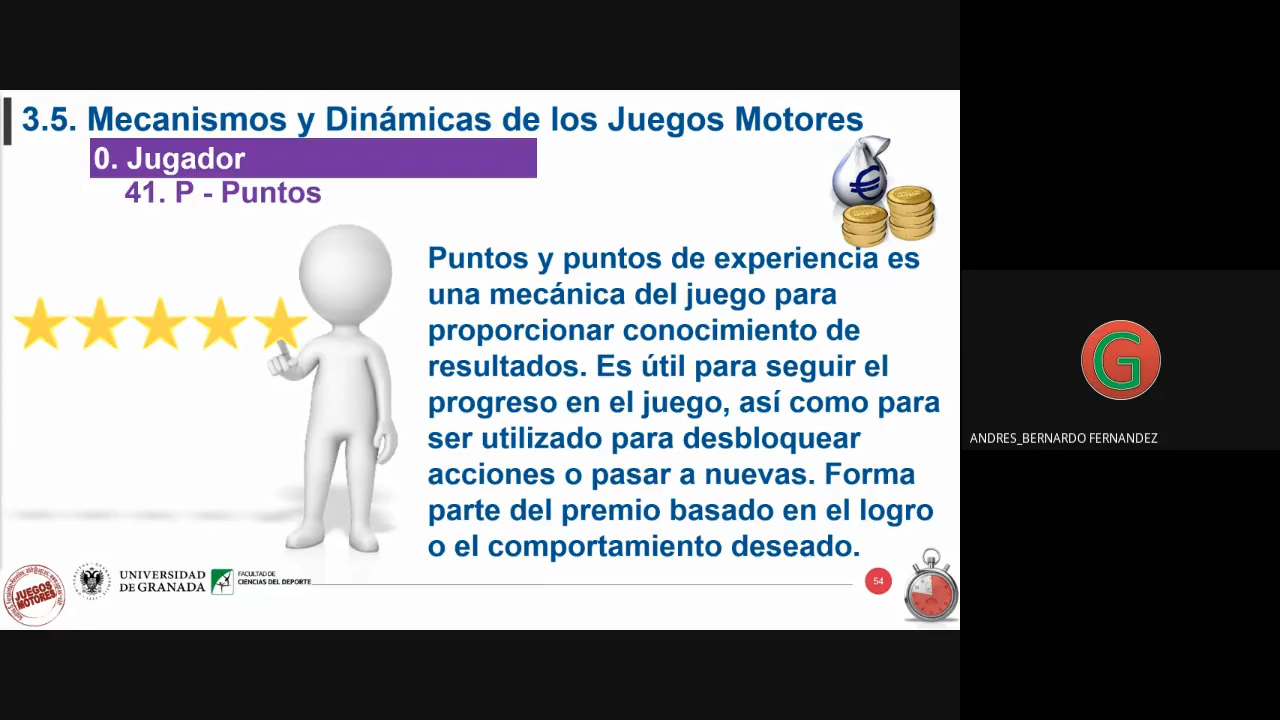 3.5. Mecanismos y Dinámicas de los Juegos Motores
0. Jugador
41. P - Puntos
Puntos y puntos de experiencia es
una mecánica del juego para
proporcionar conocimiento de
resultados. Es útil para seguir el
progreso en el juego, así como para
ser utilizado para desbloquear
acciones o pasar a nuevas. Forma
parte del premio basado en el logro
o el comportamiento deseado.
JUEGOS
MOTORES
UNIVERSIDAD
DE GRANADA
FACULTAD DE
CIENCIAS DEL DEPORTE
54
G
ANDRES_BERNARDO FERNANDEZ